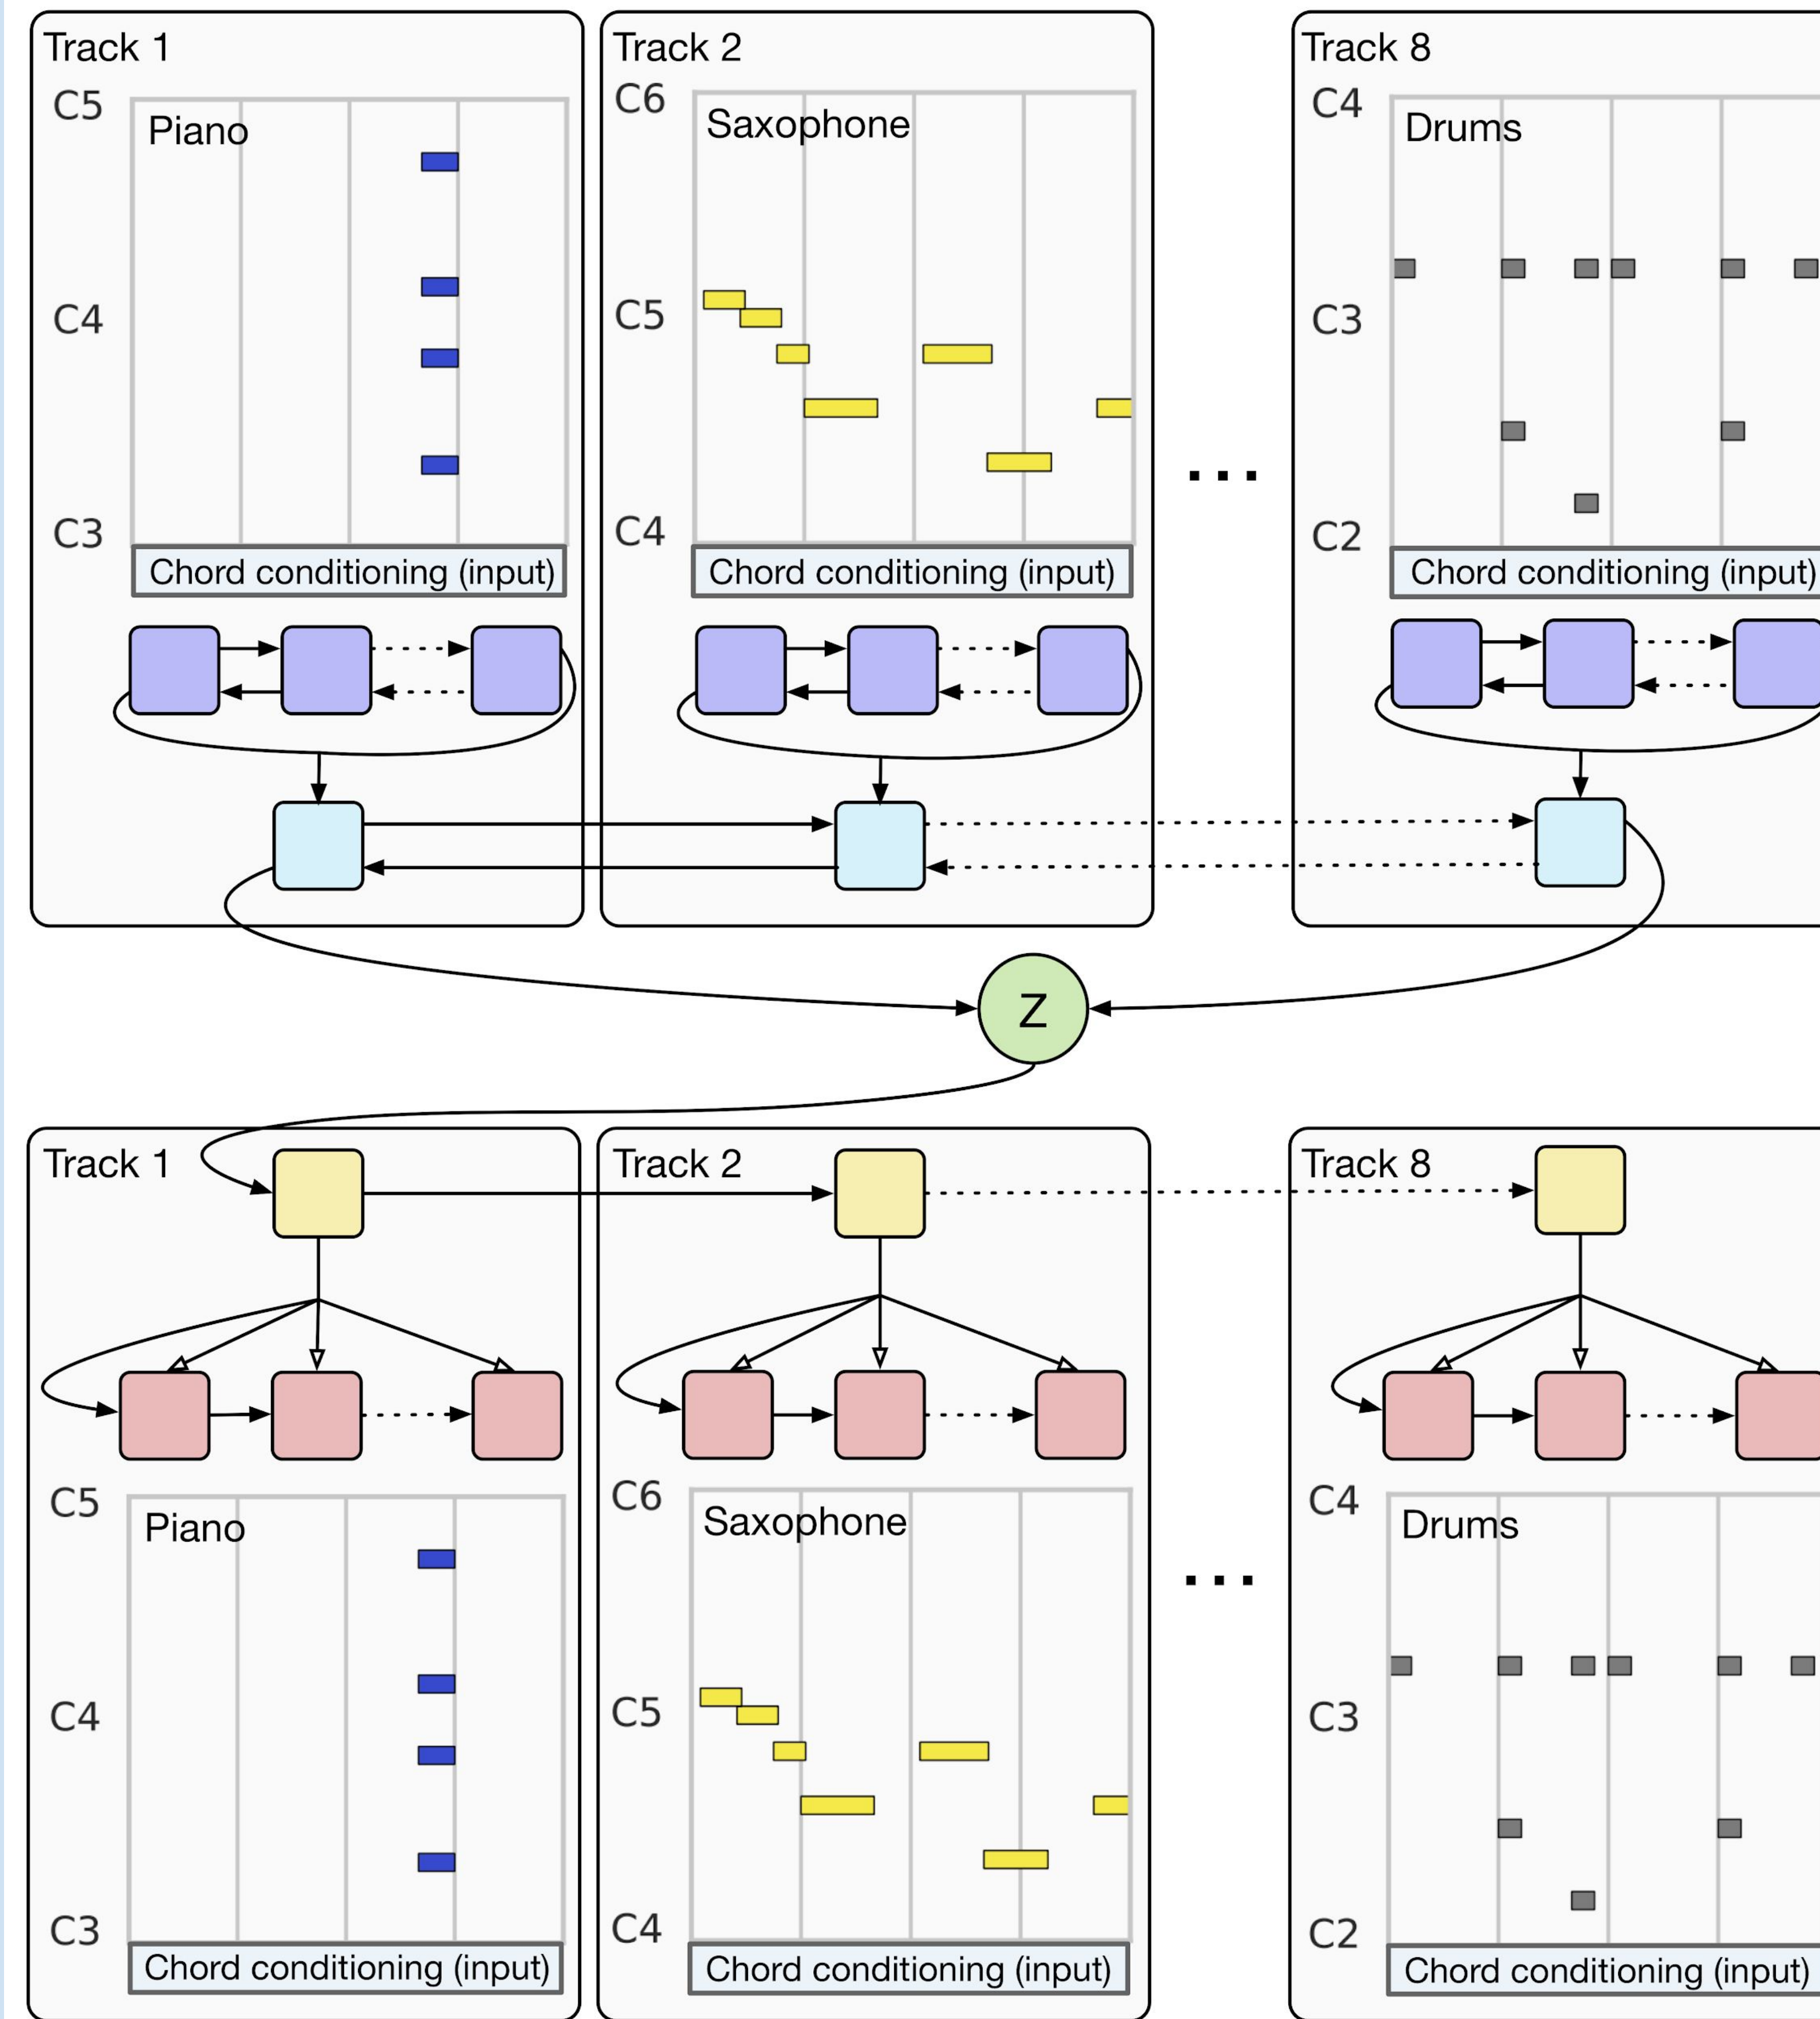 Track 1
C5
Piano
C4
C3
Chord conditioning (input)
Track 2
C6
Saxophone
C5
C4
Chord conditioning (input)
...
Track 8
C4
Drums
C3
C2
Chord conditioning (input)
z
Track 1
C5
Piano
C4
C3
Chord conditioning (input)
Track 2
C6
Saxophone
C5
C4
Chord conditioning (input)
...
Track 8
C4
Drums
C3
C2
Chord conditioning (input)